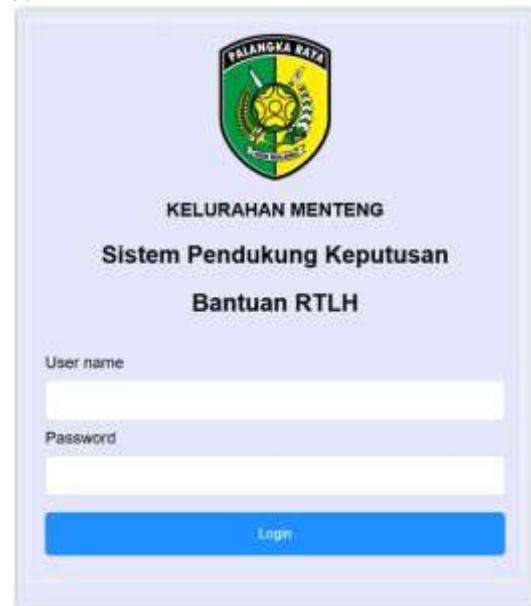 PALANGKA RAYA
KELURAHAN MENTENG
Sistem Pendukung Keputusan
Bantuan RTLH
User name
Password
Login